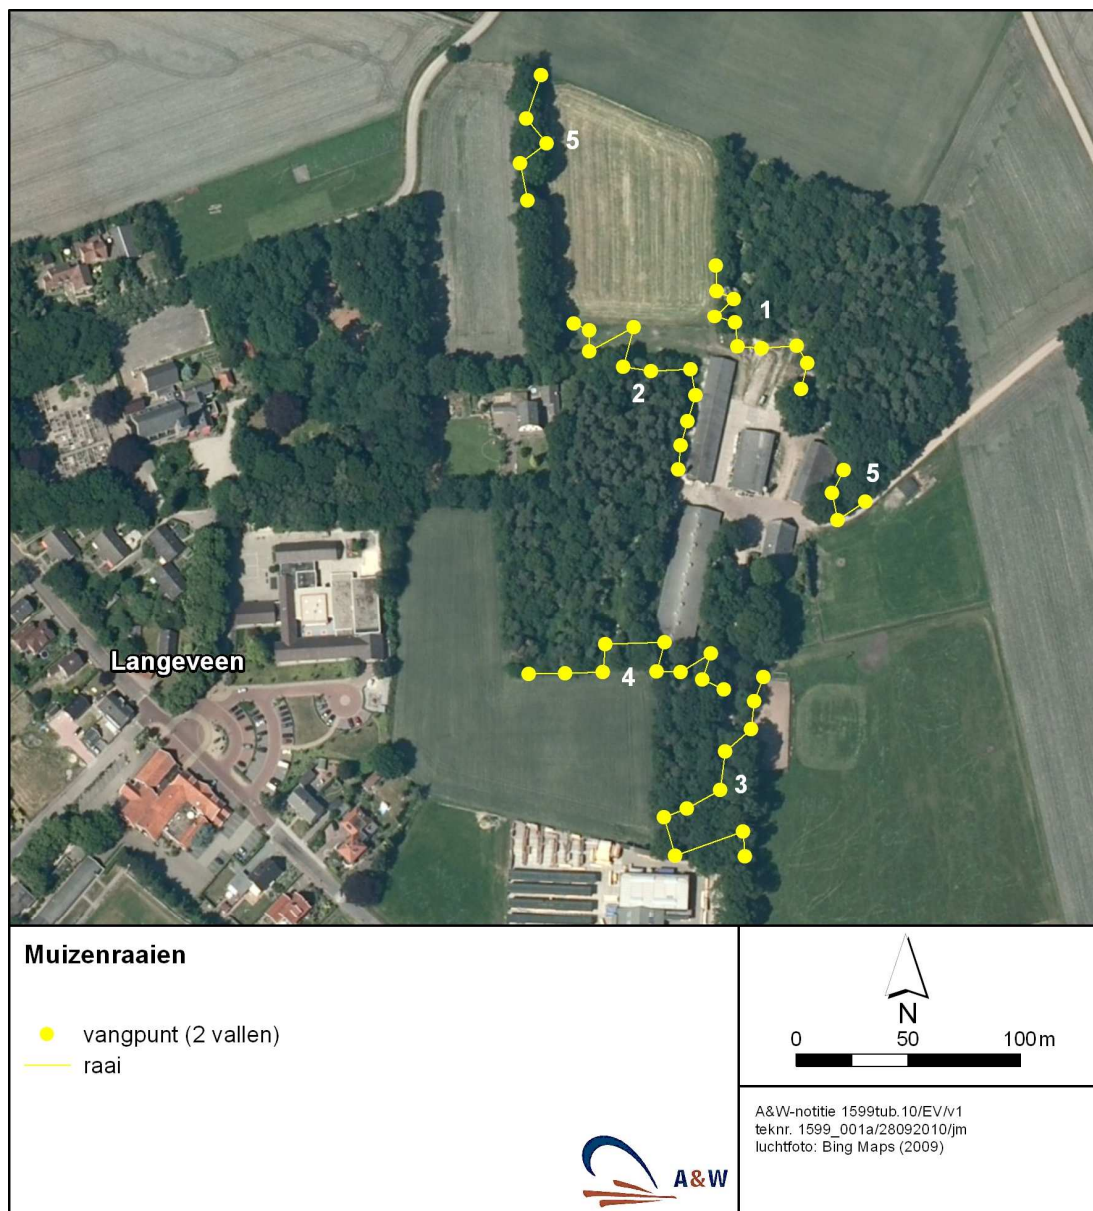 5
1
2
5
Langeveen
4
3
Muizenraaien
vangpunt (2 vallen)
raai
A&W
N
0 50 100m
A&W-notitie 1599tub.10/EV/v1
teknr. 1599_001a/28092010/jm
luchtfoto: Bing Maps (2009)